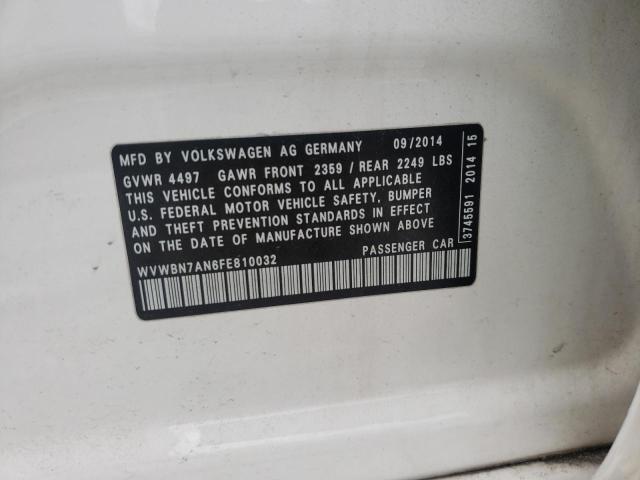 MFD BY VOLKSWAGEN AG GERMANY 09/2014
GVWR 4497 GAWR FRONT 2359 / REAR 2249 LBS
THIS VEHICLE CONFORMS TO ALL APPLICABLE
U.S. FEDERAL MOTOR VEHICLE SAFETY, BUMPER
AND THEFT PREVENTION STANDARDS IN EFFECT
ON THE DATE OF MANUFACTURE SHOWN ABOVE
WVWBN7AN6FE810032 PASSENGER CAR
3745591 2014 15